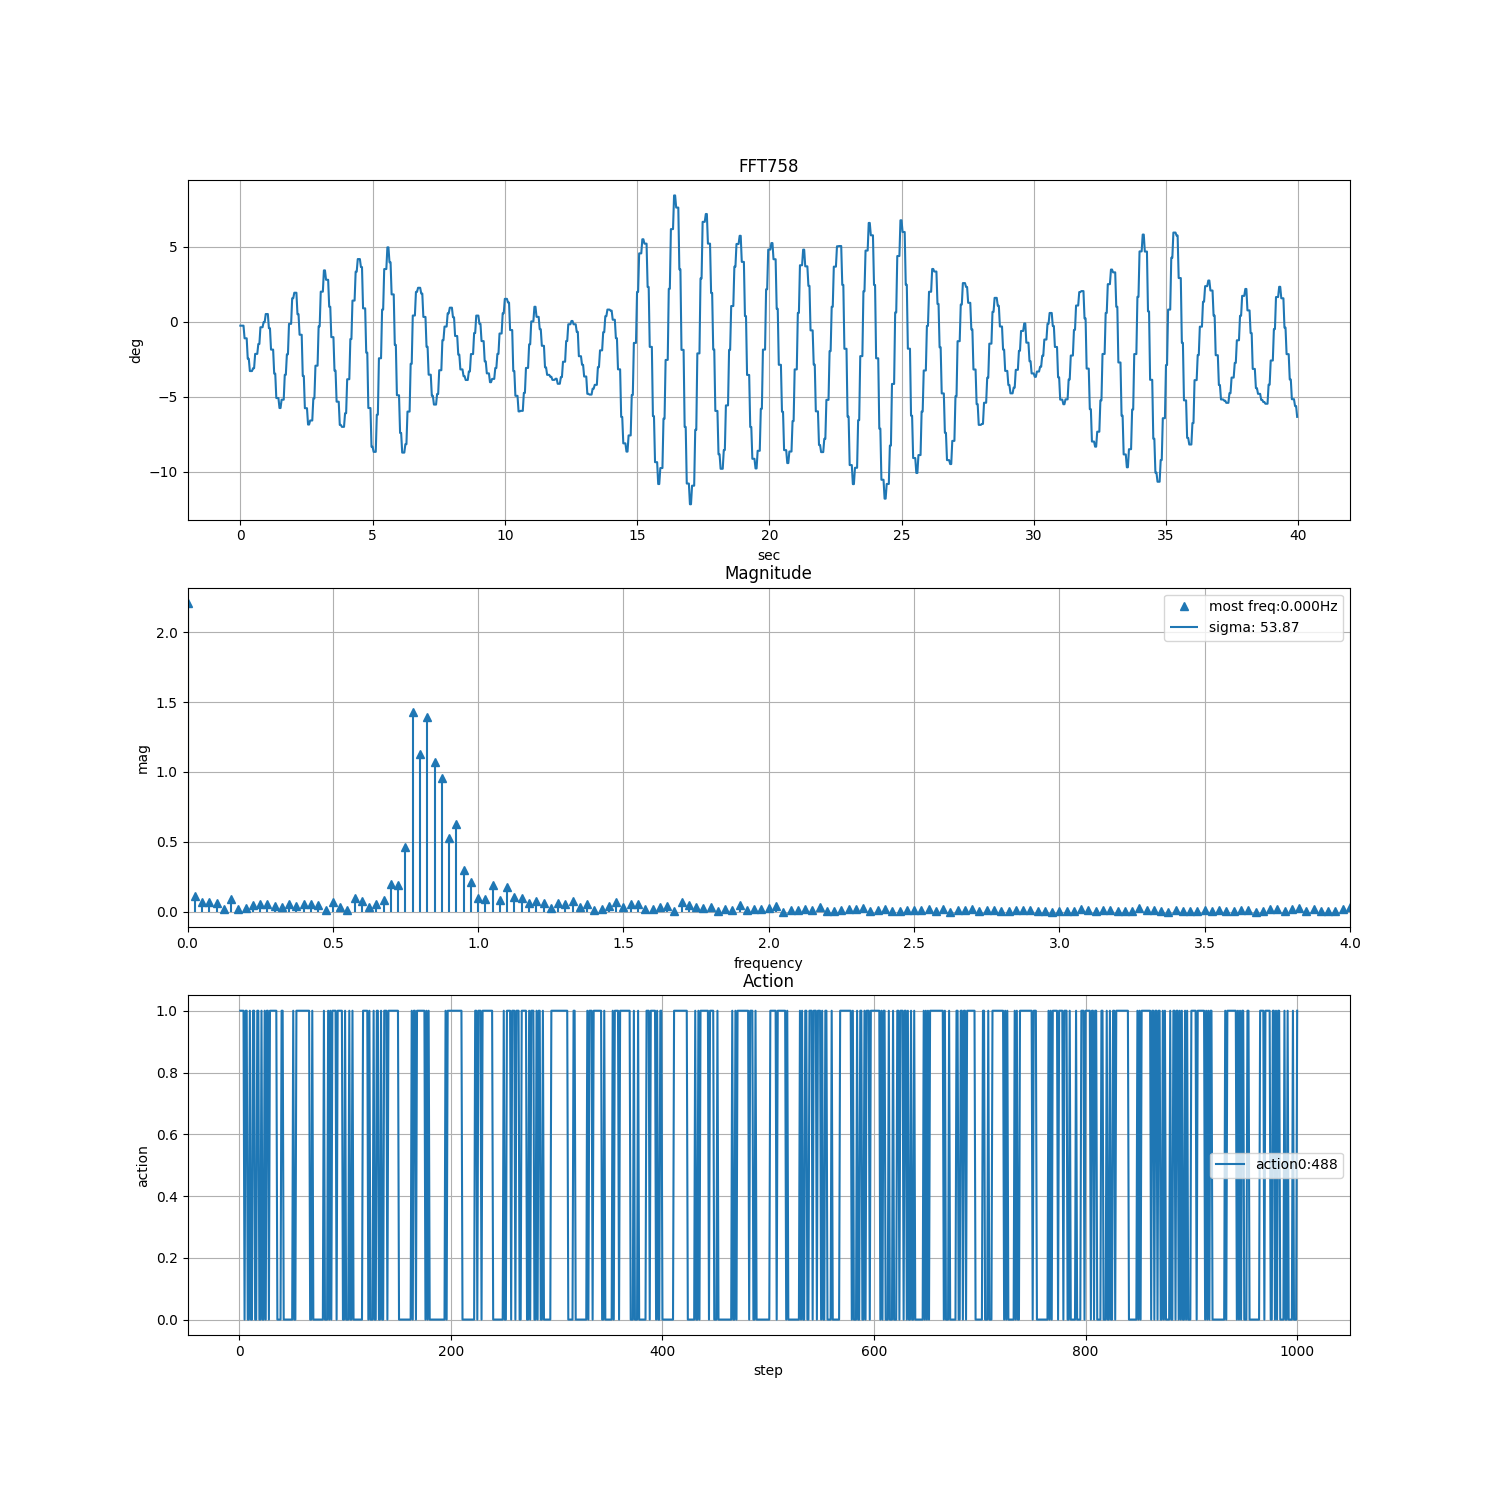 FFT758
5
0
−5
−10
deg
0 5 10 15 20 25 30 35 40
sec
Magnitude
most freq:0.000Hz
sigma: 53.87
2.0
1.5
1.0
0.5
0.0
mag
0.0 0.5 1.0 1.5 2.0 2.5 3.0 3.5 4.0
frequency
Action
1.0
0.8
0.6
0.4
0.2
0.0
action
action0:488
0 200 400 600 800 1000
step